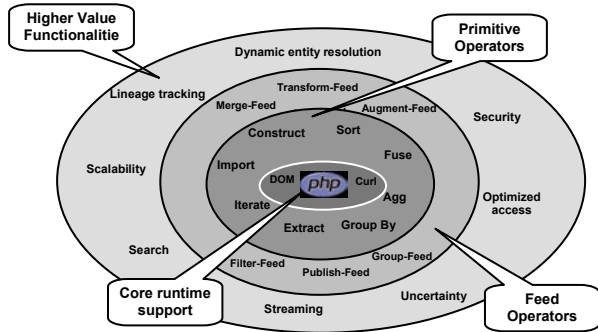 Higher Value
Functionalitie
Primitive
Operators
Dynamic entity resolution
Lineage tracking
Transform-Feed
Merge-Feed
Augment-Feed
Security
Construct
Sort
Scalability
Import
Fuse
DOM
php
Curl
Iterate
Agg
Optimized
access
Extract
Group By
Search
Filter-Feed
Publish-Feed
Group-Feed
Core runtime
support
Streaming
Uncertainty
Feed
Operators